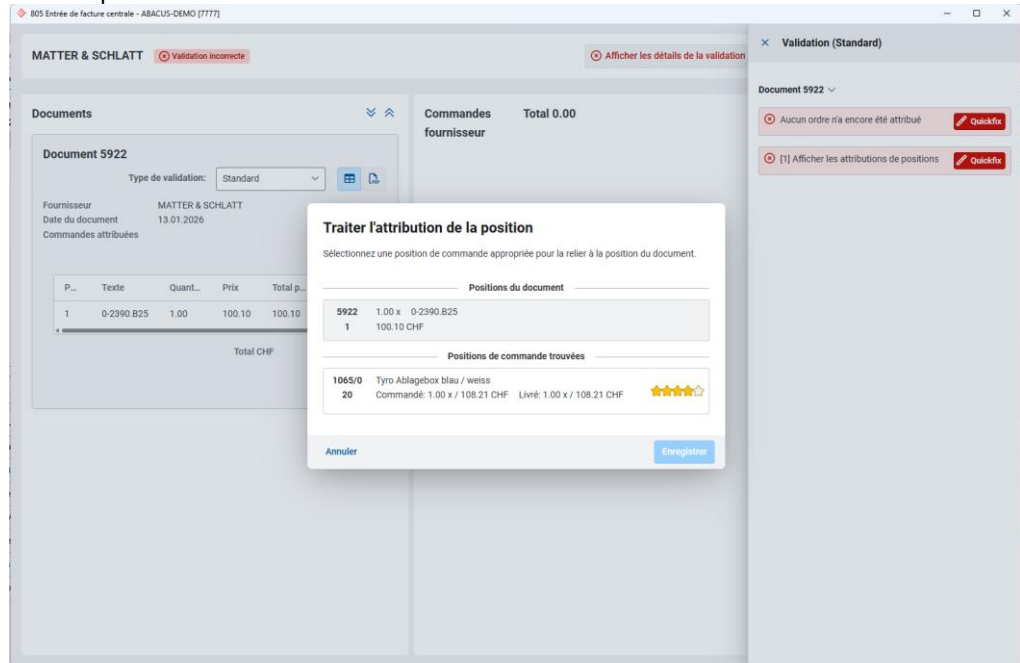 805 Entrée de facture centrale - ABACUS-DEMO [7777]
MATTER & SCHLATT
Validation incorrecte
Afficher les détails de la validation
Documents
Document 5922
Type de validation: Standard
Fournisseur MATTER & SCHLATT
Date du document 13.01.2026
Commandes attribuées
P... Texte Quant... Prix Total p...
1 0-2390.B25 1.00 100.10 100.10
Total CHF
Commandes fournisseur Total 0.00
Traiter l'attribution de la position
Sélectionnez une position de commande appropriée pour la relier à la position du document.
Positions du document
5922 1.00 x 0-2390.B25
1 100.10 CHF
Positions de commande trouvées
1065/0 Tyro Ablagebox blau / weiss
20 Commandé: 1.00 x / 108.21 CHF Livré: 1.00 x / 108.21 CHF
Annuler
Enregistrer
Validation (Standard)
Document 5922
Aucun ordre n'a encore été attribué Quickfix
[1] Afficher les attributions de positions Quickfix